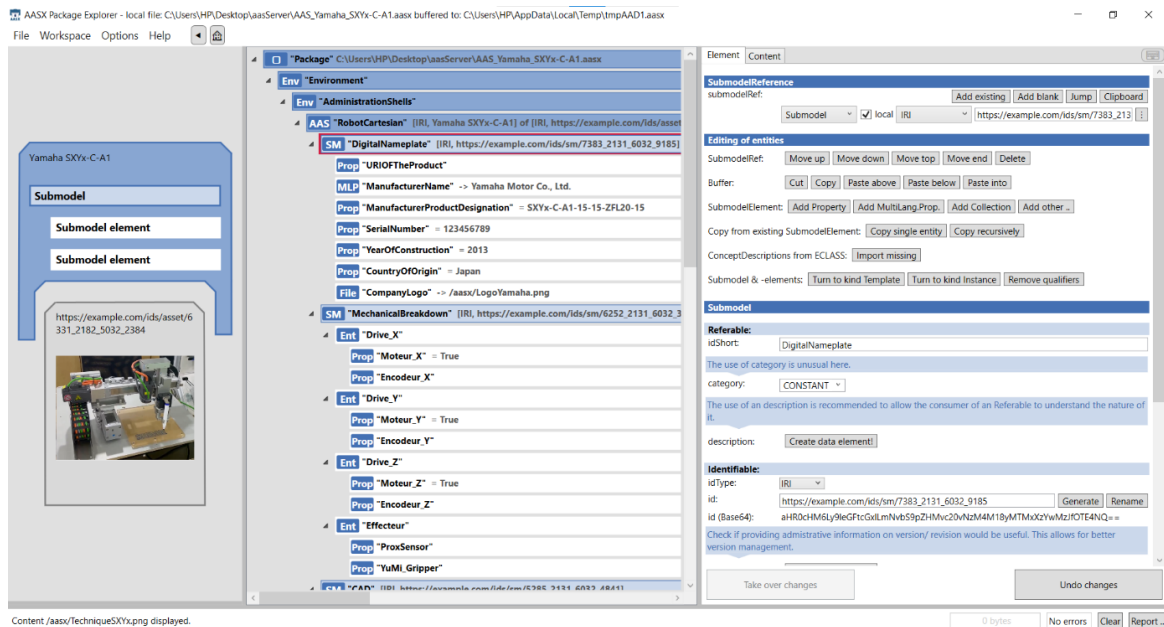 AASX Package Explorer - local file: C:\Users\HP\Desktop\aasServer\AAS_Yamaha_SXYx-C-A1.aasx buffered to: C:\Users\HP\AppData\Local\Temp\tmpAAD1.aasx
File Workspace Options Help
Yamaha SXYx-C-A1
Submodel
Submodel element
Submodel element
https://example.com/ids/asset/6
331_2182_5032_2384
"Package" C:\Users\HP\Desktop\aasServer\AAS_Yamaha_SXYx-C-A1.aasx
Env "Environment"
Env "AdministrationShells"
AAS "RobotCartesian" [IRI, Yamaha SXYx-C-A1] of [IRI, https://example.com/ids/asset
SM "DigitalNameplate" [IRI, https://example.com/ids/sm/7383_2131_6032_9185]
Prop "URIOFTheProduct"
MLP "ManufacturerName" -> Yamaha Motor Co., Ltd.
Prop "ManufacturerProductDesignation" = SXYx-C-A1-15-15-ZFL20-15
Prop "SerialNumber" = 123456789
Prop "YearOfConstruction" = 2013
Prop "CountryOfOrigin" = Japan
File "CompanyLogo" -> /aasx/LogoYamaha.png
SM "MechanicalBreakdown" [IRI, https://example.com/ids/sm/6252_2131_6032_3
Ent "Drive_X"
Prop "Moteur_X" = True
Prop "Encodeur_X"
Ent "Drive_Y"
Prop "Moteur_Y" = True
Prop "Encodeur_Y"
Ent "Drive_Z"
Prop "Moteur_Z" = True
Prop "Encodeur_Z"
Ent "Effecteur"
Prop "ProxSensor"
Prop "YuMi_Gripper"
SM "CAD" [IRI, https://example.com/ids/sm/5285_2131_6032_4841]
Element Content
SubmodelReference
submodelRef:
Add existing Add blank Jump Clipboard
Submodel local IRI https://example.com/ids/sm/7383_213
Editing of entities
SubmodelRef: Move up Move down Move top Move end Delete
Buffer: Cut Copy Paste above Paste below Paste into
SubmodelElement: Add Property Add MultiLang.Prop. Add Collection Add other ..
Copy from existing SubmodelElement: Copy single entity Copy recursively
ConceptDescriptions from ECLASS: Import missing
Submodel & -elements: Turn to kind Template Turn to kind Instance Remove qualifiers
Submodel
Referable:
idShort: DigitalNameplate
The use of category is unusual here.
category: CONSTANT
The use of an description is recommended to allow the consumer of an Referable to understand the nature of
it.
description: Create data element!
Identifiable:
idType: IRI
id: https://example.com/ids/sm/7383_2131_6032_9185 Generate Rename
id (Base64):
Check if providing admistrative information on version/ revision would be useful. This allows for better
version management.
Take over changes Undo changes
Content /aasx/TechniqueSXYx.png displayed.
0 bytes No errors Clear Report ..